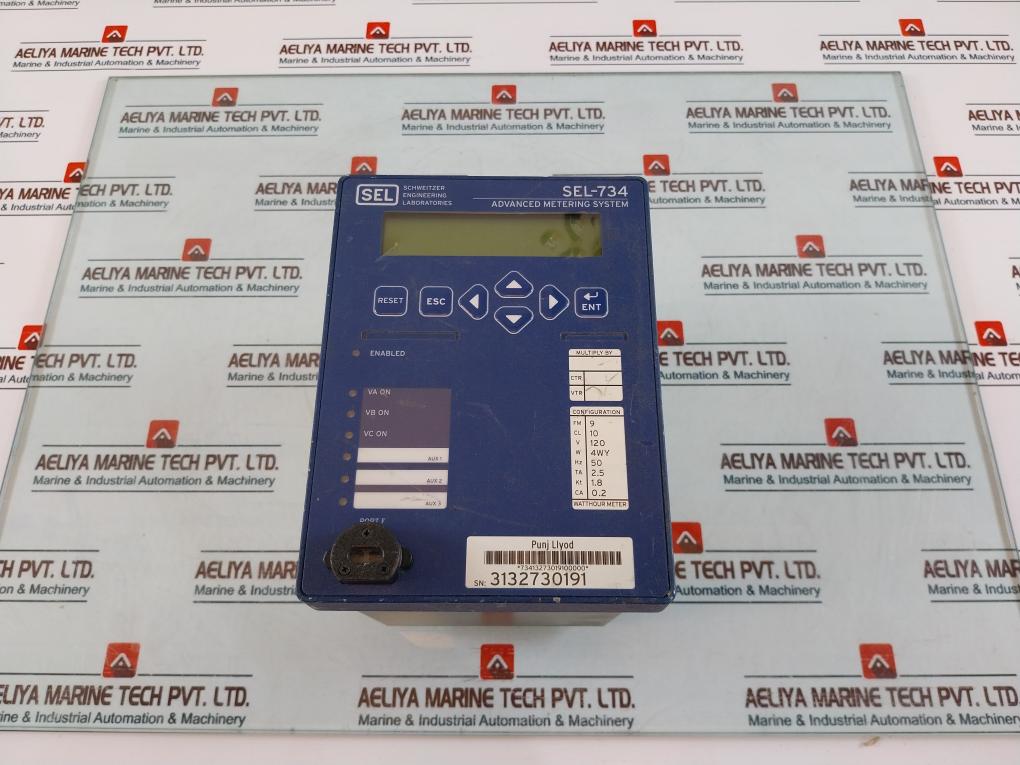 AELIYA MARINE TECH PVT. LTD.
Marine & Industrial Automation & Machinery
SEL
SCHWEITZER
ENGINEERING
LABORATORIES
SEL-734
ADVANCED METERING SYSTEM
RESET
ESC
ENT
ENABLED
VA ON
VB ON
VC ON
AUX 1
AUX 2
AUX 3
PORT F
MULTIPLY BY
CTR
VTR
CONFIGURATION
FM 9
CL 10
V 120
W 4WY
Hz 50
TA 2.5
Kt 1.8
CA 0.2
WATTHOUR METER
Punj Llyod
*7341327301910000*
SN: 3132730191